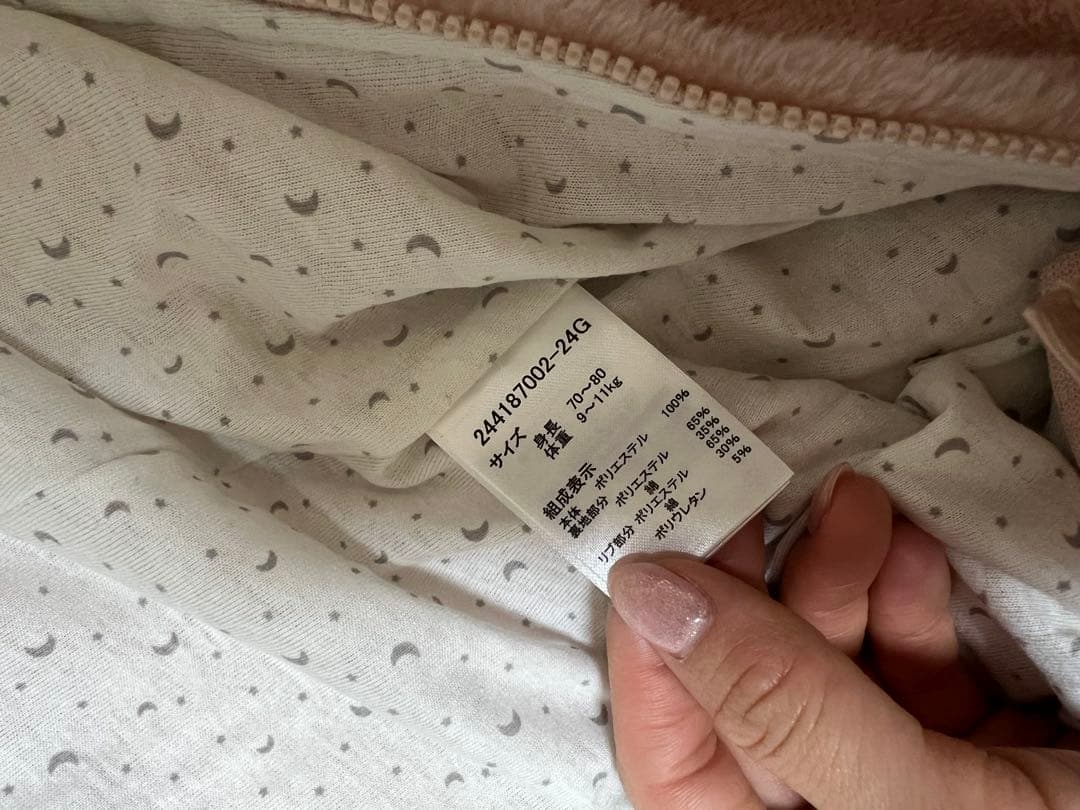 244187002-24G
サイズ 身長 70～80
体重 9～11kg
組成表示
本体 ポリエステル 100%
裏地部分 ポリエステル 65%
綿 35%
リブ部分 ポリエステル 65%
綿 30%
ポリウレタン 5%